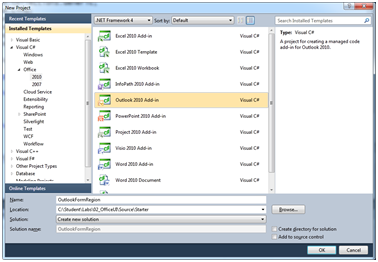 New Project
Recent Templates
.NET Framework 4
Sort by: Default
Search Installed Templates
Installed Templates
Visual Basic
Visual C#
Windows
Web
Office
2010
2007
Cloud Service
Extensibility
Reporting
SharePoint
Silverlight
Test
WCF
Workflow
Visual C++
Visual F#
Other Project Types
Database
Online Templates
Excel 2010 Add-in Visual C#
Excel 2010 Template Visual C#
Excel 2010 Workbook Visual C#
InfoPath 2010 Add-in Visual C#
Outlook 2010 Add-in Visual C#
PowerPoint 2010 Add-in Visual C#
Project 2010 Add-in Visual C#
Visio 2010 Add-in Visual C#
Word 2010 Add-in Visual C#
Word 2010 Document Visual C#
Type: Visual C#
A project for creating a managed code
add-in for Outlook 2010.
Name: OutlookFormRegion
Location: C:\Student\Labs\02_OfficeUI\Source\Starter
Browse...
Solution: Create new solution
Solution name: OutlookFormRegion
Create directory for solution
Add to source control
OK
Cancel